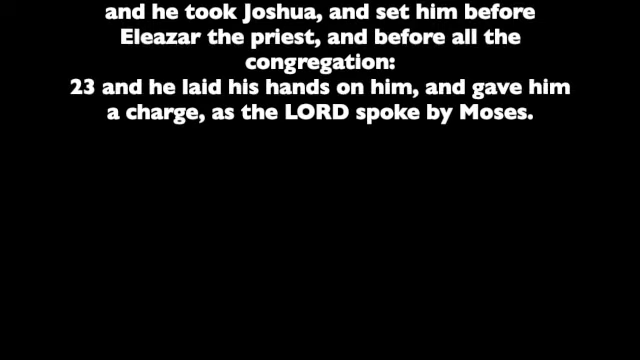 and he took Joshua, and set him before
Eleazar the priest, and before all the
congregation:
23 and he laid his hands on him, and gave him
a charge, as the LORD spoke by Moses.